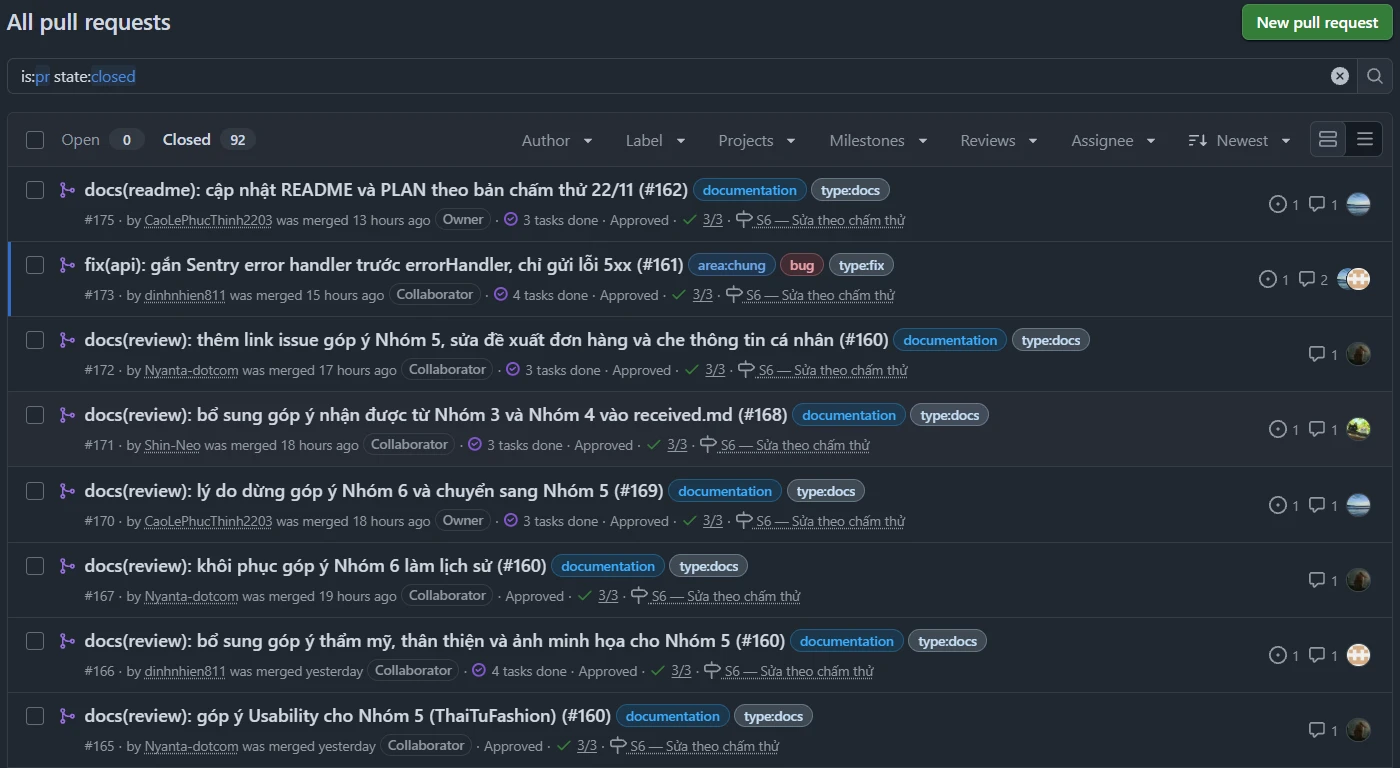 All pull requests
New pull request
is:pr state:closed
Open 0 Closed 92 Author Label Projects Milestones Reviews Assignee Newest
docs(readme): cập nhật README và PLAN theo bản chấm thử 22/11 (#162) documentation type:docs
#175 · by CaoLePhucThinh2203 was merged 13 hours ago Owner · 3 tasks done · Approved · 3/3 · S6 — Sửa theo chấm thử 1 1
fix(api): gắn Sentry error handler trước errorHandler, chỉ gửi lỗi 5xx (#161) area:chung bug type:fix
#173 · by dinhnhien811 was merged 15 hours ago Collaborator · 4 tasks done · Approved · 3/3 · S6 — Sửa theo chấm thử 1 2
docs(review): thêm link issue góp ý Nhóm 5, sửa đề xuất đơn hàng và che thông tin cá nhân (#160) documentation type:docs
#172 · by Nyanta-dotcom was merged 17 hours ago Collaborator · 3 tasks done · Approved · 3/3 · S6 — Sửa theo chấm thử 1
docs(review): bổ sung góp ý nhận được từ Nhóm 3 và Nhóm 4 vào received.md (#168) documentation type:docs
#171 · by Shin-Neo was merged 18 hours ago Collaborator · 3 tasks done · Approved · 3/3 · S6 — Sửa theo chấm thử 1 1
docs(review): lý do dừng góp ý Nhóm 6 và chuyển sang Nhóm 5 (#169) documentation type:docs
#170 · by CaoLePhucThinh2203 was merged 18 hours ago Owner · 3 tasks done · Approved · 3/3 · S6 — Sửa theo chấm thử 1 1
docs(review): khôi phục góp ý Nhóm 6 làm lịch sử (#160) documentation type:docs
#167 · by Nyanta-dotcom was merged 19 hours ago Collaborator · Approved · 3/3 · S6 — Sửa theo chấm thử 1
docs(review): bổ sung góp ý thẩm mỹ, thân thiện và ảnh minh họa cho Nhóm 5 (#160) documentation type:docs
#166 · by dinhnhien811 was merged yesterday Collaborator · 4 tasks done · Approved · 3/3 · S6 — Sửa theo chấm thử 1 1
docs(review): góp ý Usability cho Nhóm 5 (ThaiTuFashion) (#160) documentation type:docs
#165 · by Nyanta-dotcom was merged yesterday Collaborator · Approved · 3/3 · S6 — Sửa theo chấm thử 1